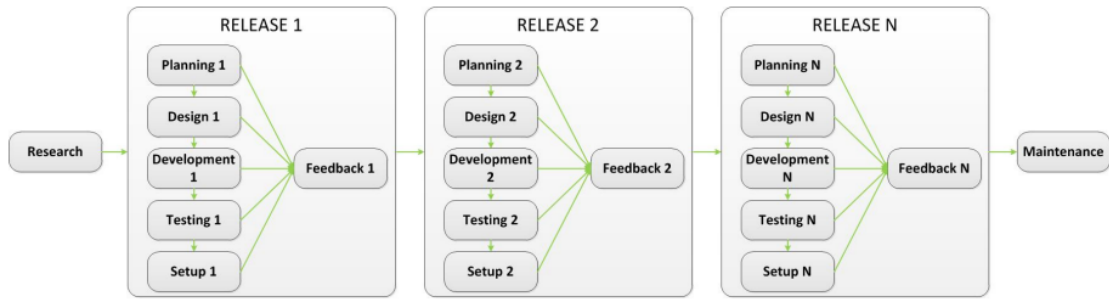 RELEASE 1
RELEASE 2
RELEASE N
Research
Planning 1
Design 1
Development
1
Testing 1
Setup 1
Feedback 1
Planning 2
Design 2
Development
2
Testing 2
Setup 2
Feedback 2
Planning N
Design N
Development
N
Testing N
Setup N
Feedback N
Maintenance